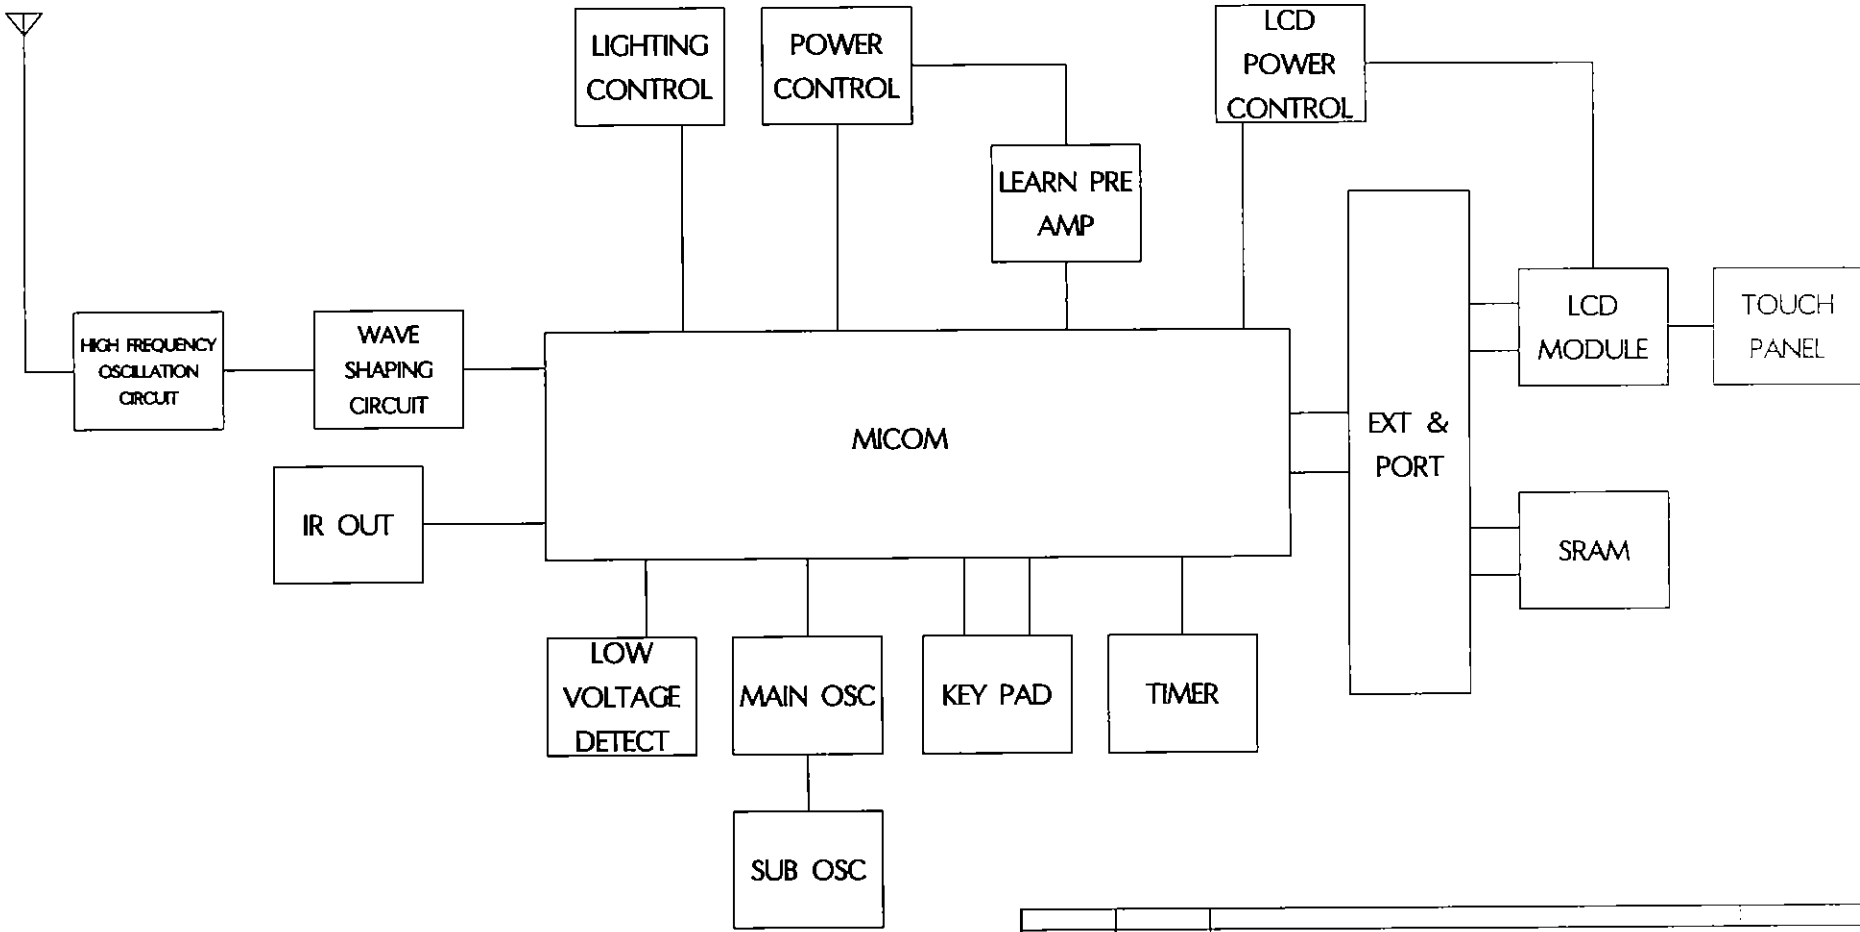 LIGHTING
CONTROL
POWER
CONTROL
LCD
POWER
CONTROL
LEARN PRE
AMP
HIGH FREQUENCY
OSCILLATION
CIRCUIT
WAVE
SHAPING
CIRCUIT
MICOM
EXT &
PORT
LCD
MODULE
TOUCH
PANEL
IR OUT
SRAM
LOW
VOLTAGE
DETECT
MAIN OSC
KEY PAD
TIMER
SUB OSC